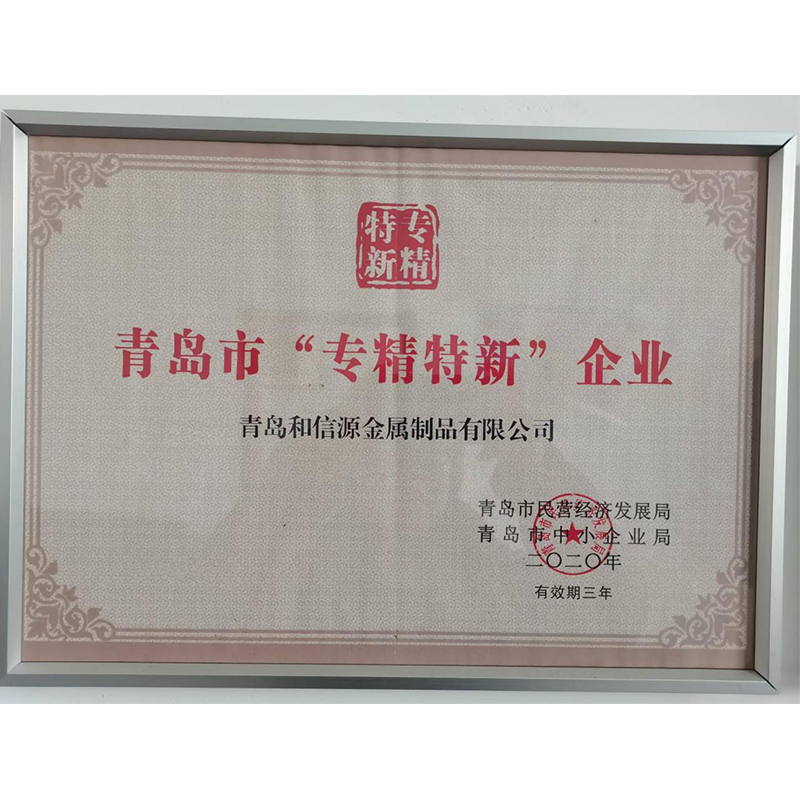 专精
特新
青岛市“专精特新”企业
青岛和信源金属制品有限公司
青岛市民营经济发展局
青岛市中小企业局
二〇二〇年
有效期三年